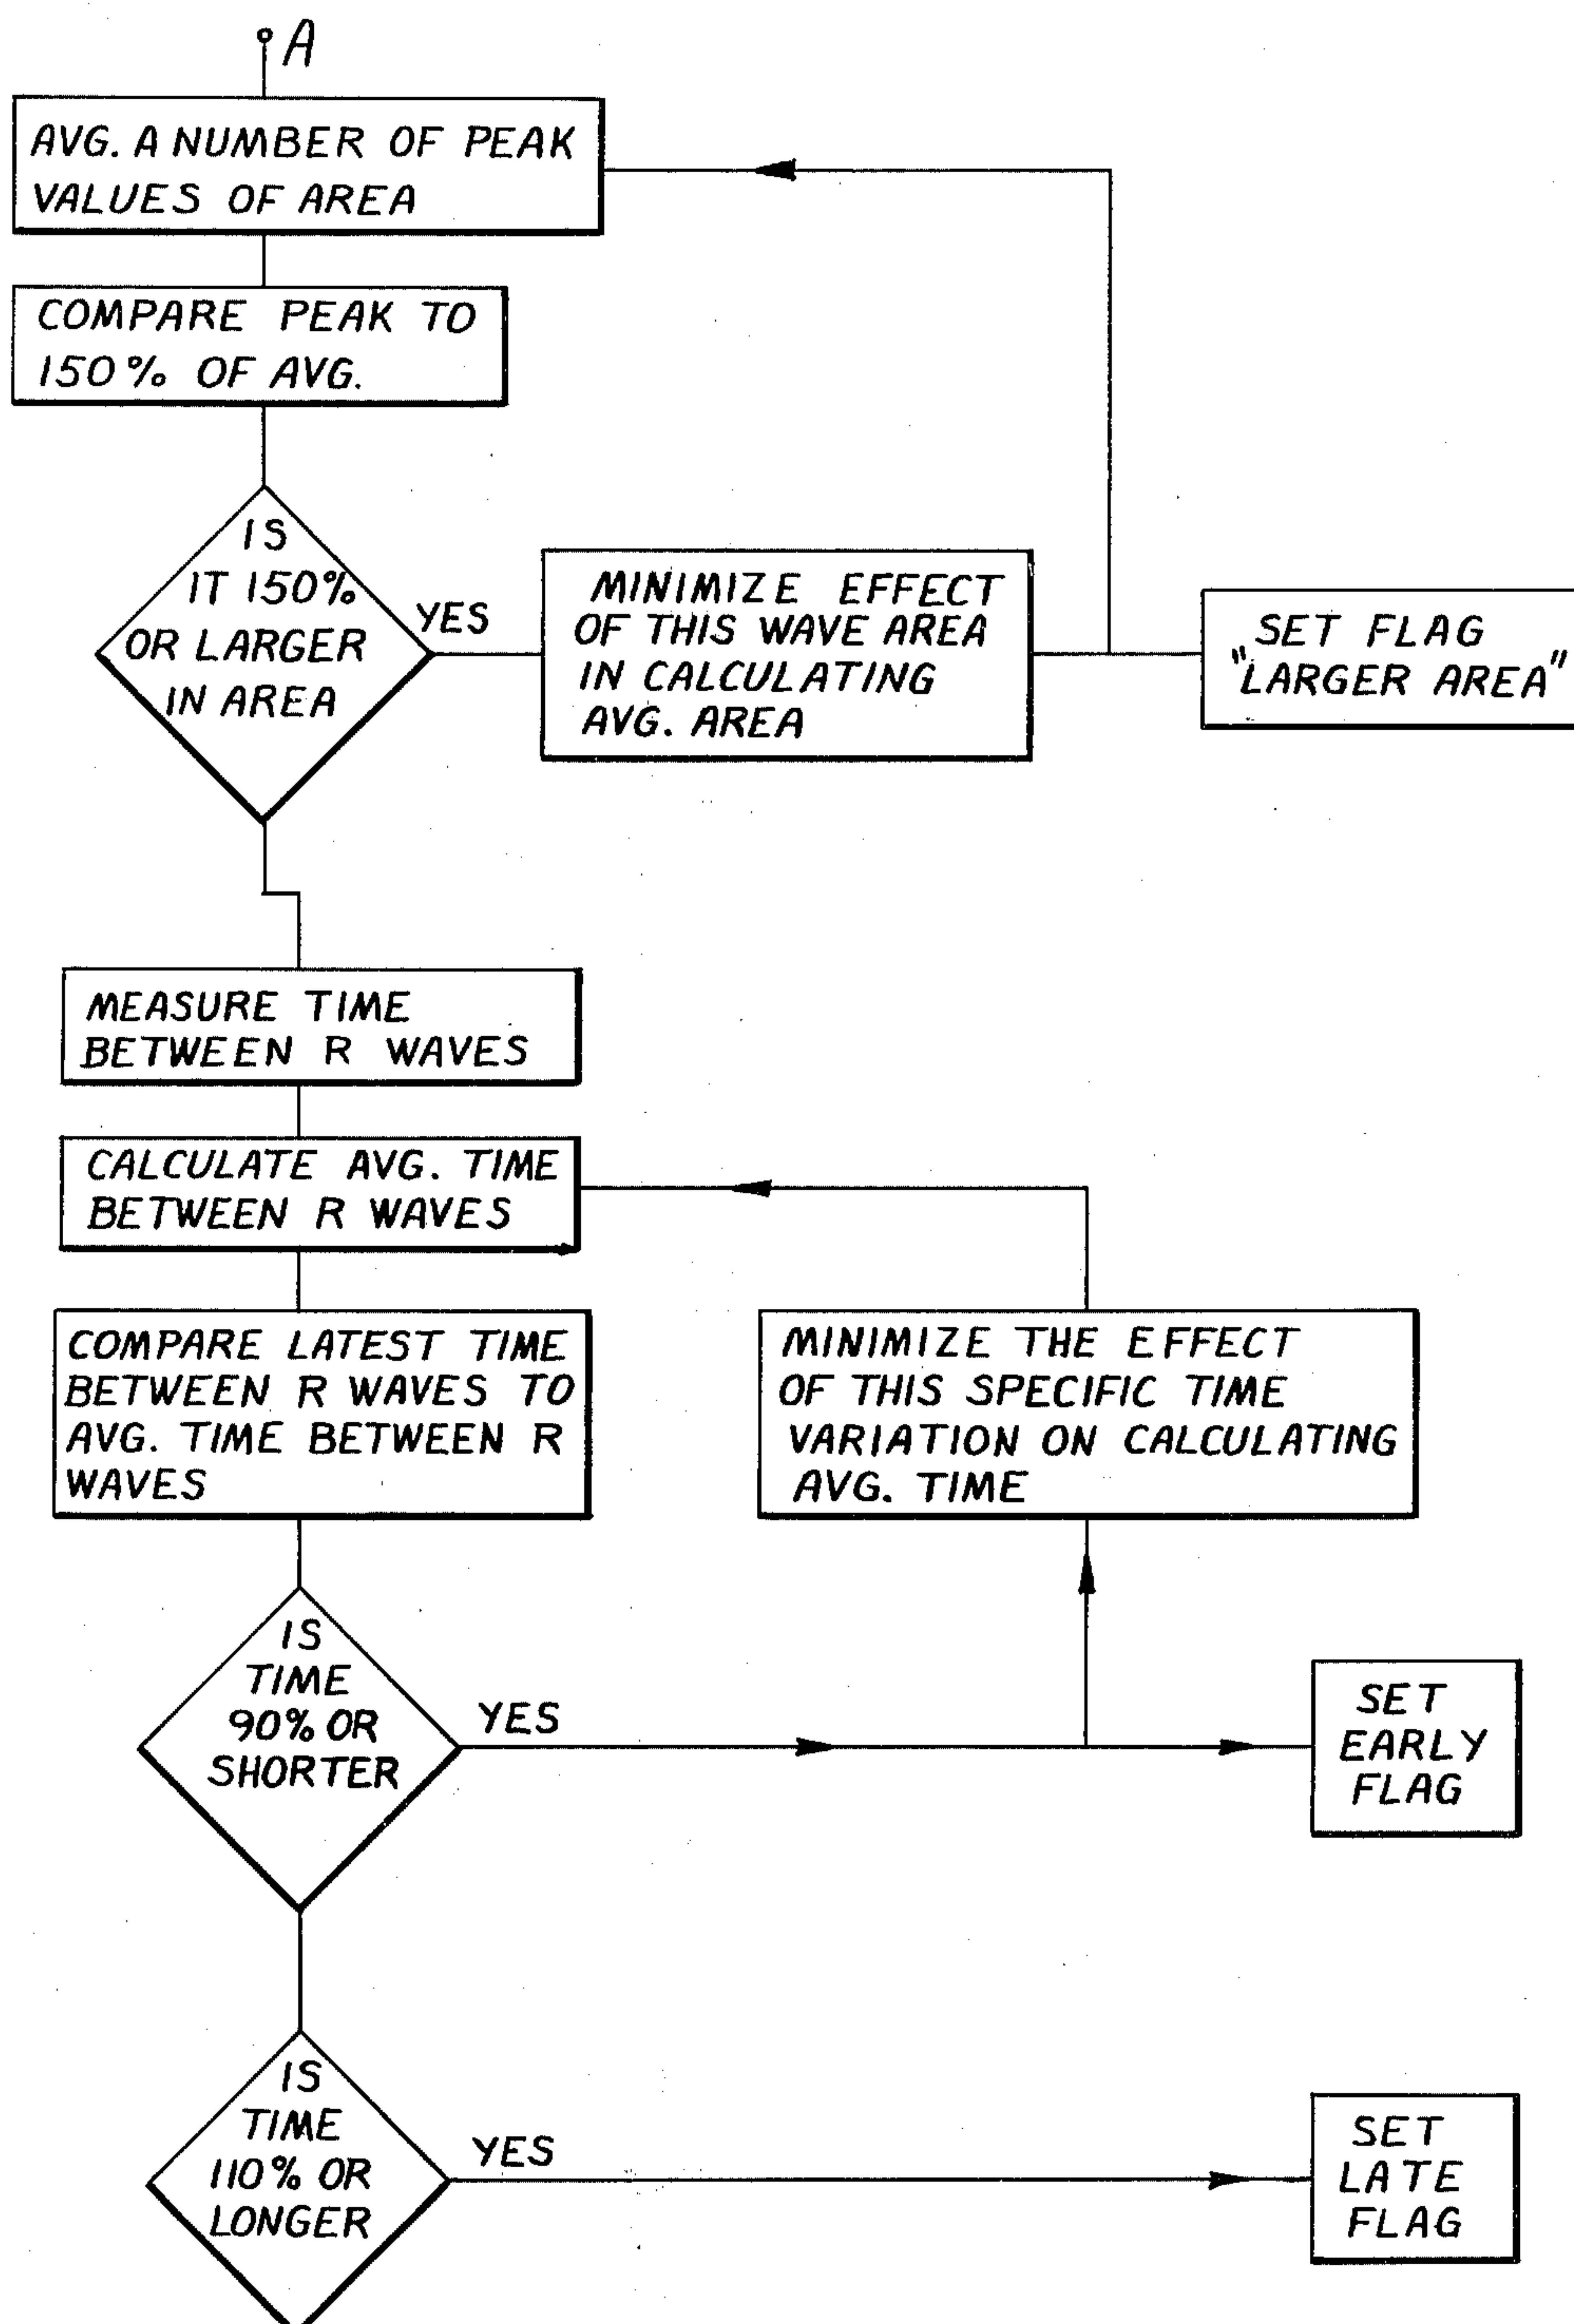 A
AVG. A NUMBER OF PEAK
VALUES OF AREA
COMPARE PEAK TO
150% OF AVG.
IS
IT 150%
OR LARGER
IN AREA
YES
MINIMIZE EFFECT
OF THIS WAVE AREA
IN CALCULATING
AVG. AREA
SET FLAG
"LARGER AREA"
MEASURE TIME
BETWEEN R WAVES
CALCULATE AVG. TIME
BETWEEN R WAVES
COMPARE LATEST TIME
BETWEEN R WAVES TO
AVG. TIME BETWEEN R
WAVES
MINIMIZE THE EFFECT
OF THIS SPECIFIC TIME
VARIATION ON CALCULATING
AVG. TIME
IS
TIME
90% OR
SHORTER
YES
SET
EARLY
FLAG
IS
TIME
110% OR
LONGER
YES
SET
LATE
FLAG